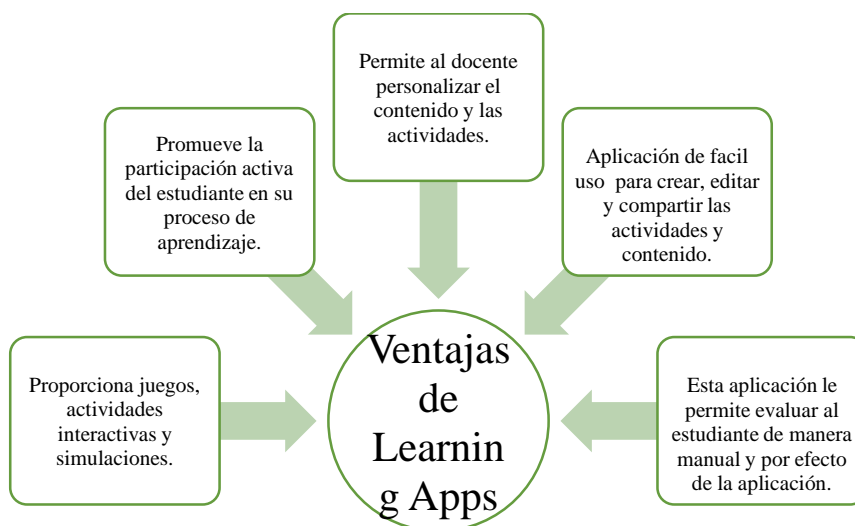 Permite al docente
personalizar el
contenido y las
actividades.
Promueve la
participación activa
del estudiante en su
proceso de
aprendizaje.
Aplicación de facil
uso para crear, editar
y compartir las
actividades y
contenido.
Proporciona juegos,
actividades
interactivas y
simulaciones.
Ventajas
de
Learnin
g Apps
Esta aplicación le
permite evaluar al
estudiante de manera
manual y por efecto
de la aplicación.